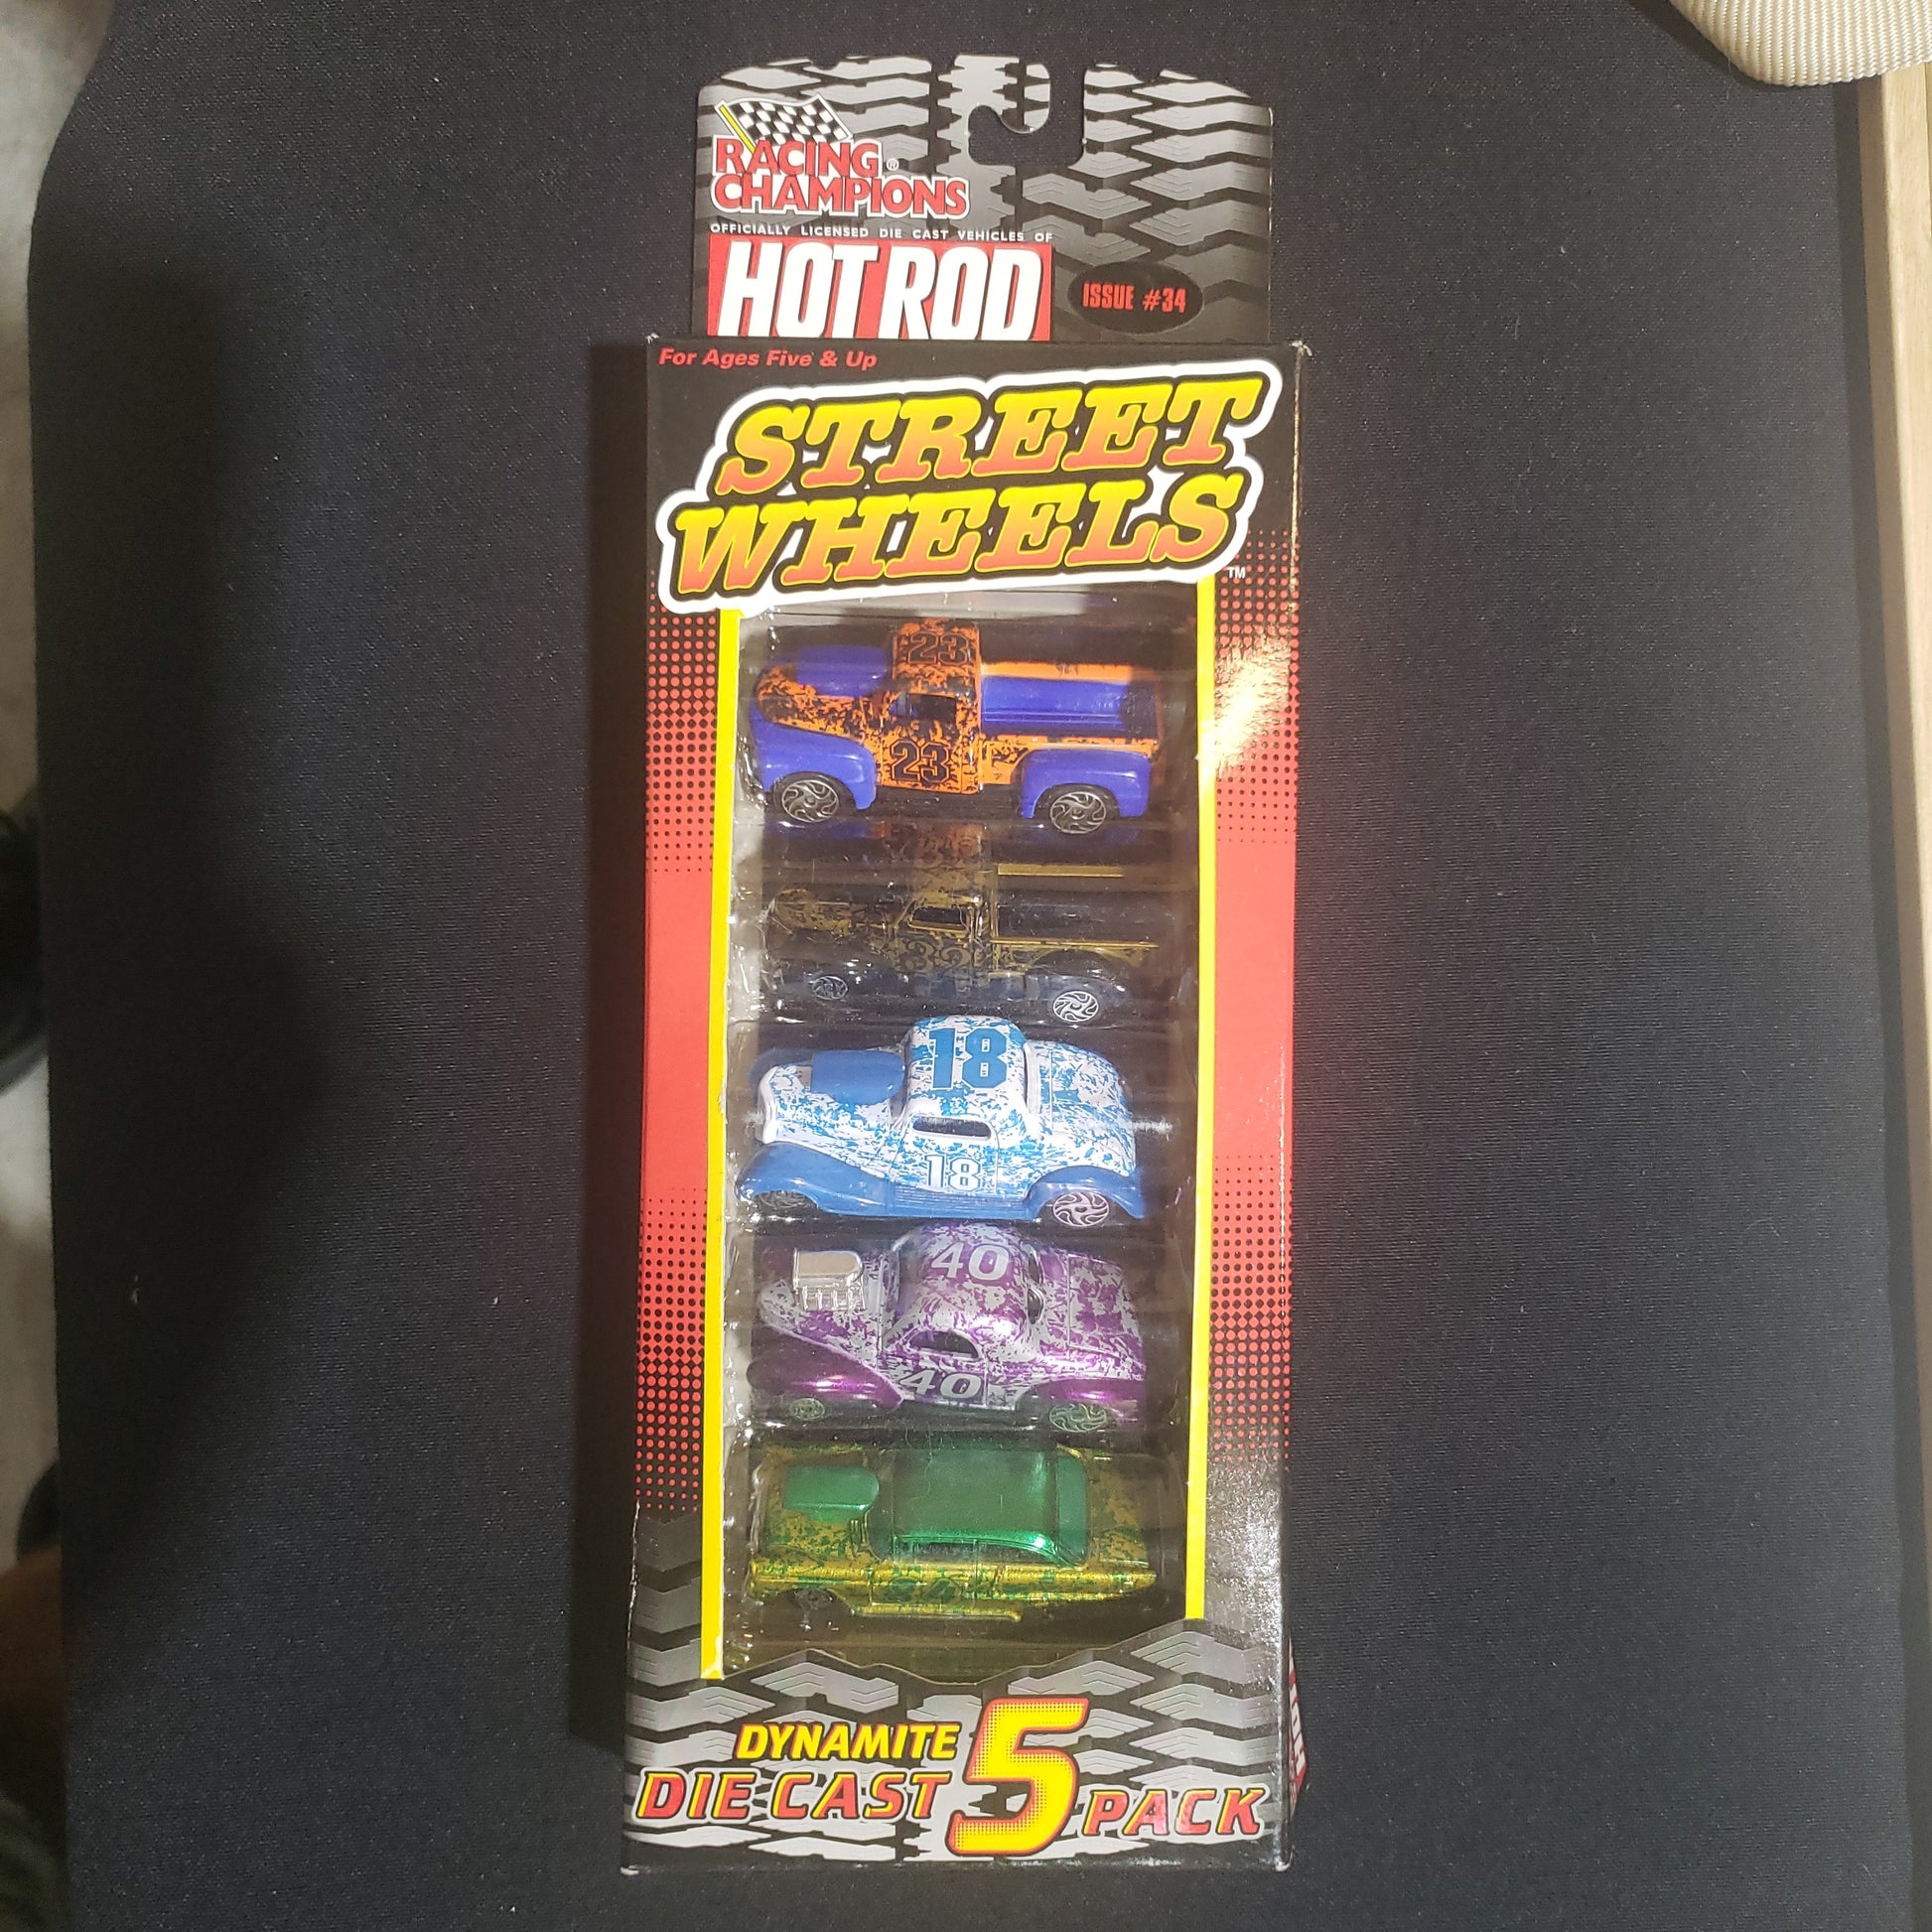 RACING ®
CHAMPIONS
OFFICIALLY LICENSED DIE CAST VEHICLES OF
HOT ROD
ISSUE #34
For Ages Five & Up
STREET
WHEELS
TM
23
23
18
18
40
40
DYNAMITE
DIE CAST 5 PACK